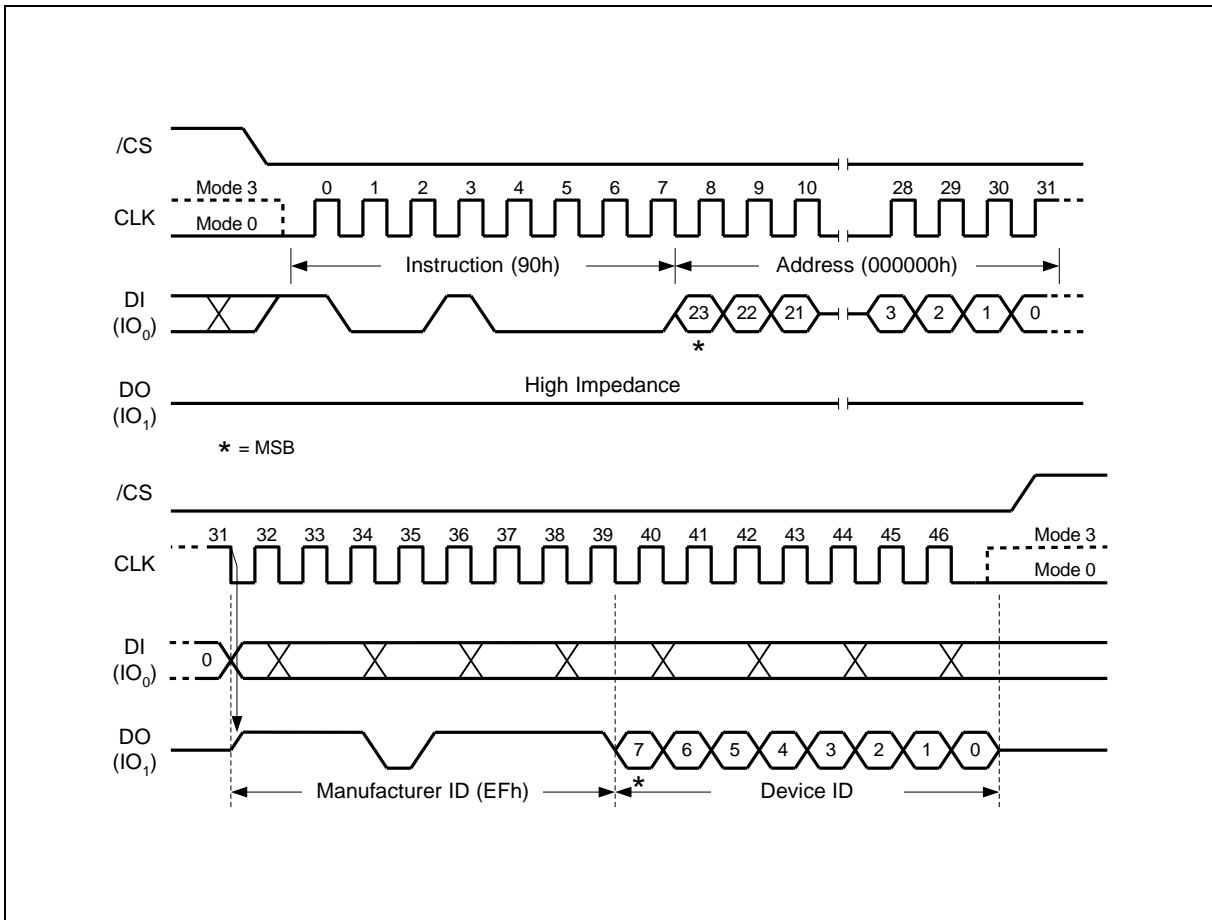 /CS
Mode 3
0 1 2 3 4 5 6 7 8 9 10 28 29 30 31
CLK
Mode 0
Instruction (90h)
Address (000000h)
DI
(IO0)
23 22 21 3 2 1 0
*
High Impedance
DO
(IO1)
* = MSB
/CS
31 32 33 34 35 36 37 38 39 40 41 42 43 44 45 46
Mode 3
CLK
Mode 0
DI
(IO0)
0
DO
(IO1)
7 6 5 4 3 2 1 0
*
Manufacturer ID (EFh)
Device ID